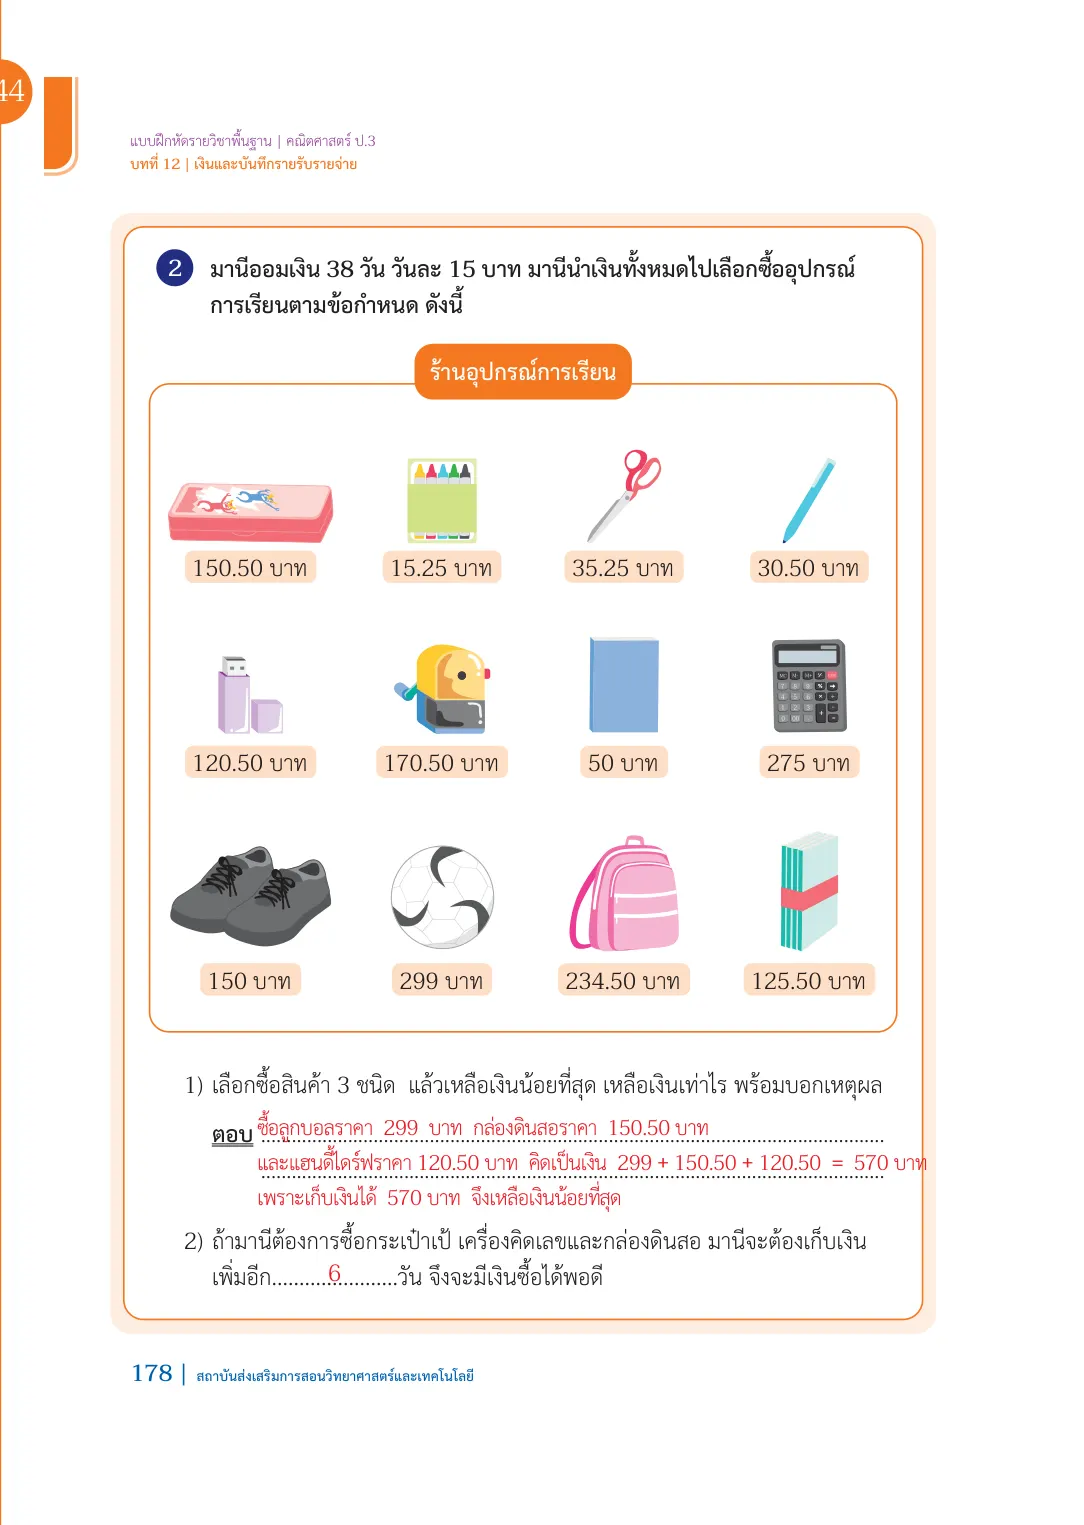 44
แบบฝึกหัดรายวิชาพื้นฐาน | คณิตศาสตร์ ป.3
บทที่ 12 | เงินและบันทึกรายรับรายจ่าย
2 มานีออมเงิน 38 วัน วันละ 15 บาท มานีนำเงินทั้งหมดไปเลือกซื้ออุปกรณ์
การเรียนตามข้อกำหนด ดังนี้
ร้านอุปกรณ์การเรียน
150.50 บาท 15.25 บาท 35.25 บาท 30.50 บาท
120.50 บาท 170.50 บาท 50 บาท 275 บาท
150 บาท 299 บาท 234.50 บาท 125.50 บาท
1) เลือกซื้อสินค้า 3 ชนิด แล้วเหลือเงินน้อยที่สุด เหลือเงินเท่าไร พร้อมบอกเหตุผล
ตอบ ซื้อลูกบอลราคา 299 บาท กล่องดินสอราคา 150.50 บาท
และแฮนดี้ไดร์ฟราคา 120.50 บาท คิดเป็นเงิน 299 + 150.50 + 120.50 = 570 บาท
เพราะเก็บเงินได้ 570 บาท จึงเหลือเงินน้อยที่สุด
2) ถ้ามานีต้องการซื้อกระเป๋าเป้ เครื่องคิดเลขและกล่องดินสอ มานีจะต้องเก็บเงิน
เพิ่มอีก..........6..........วัน จึงจะมีเงินซื้อได้พอดี
178 | สถาบันส่งเสริมการสอนวิทยาศาสตร์และเทคโนโลยี